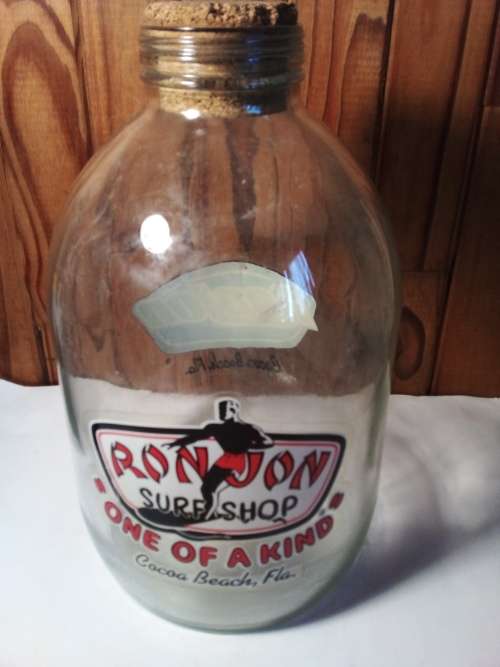 RON JON
SURF SHOP
ONE OF A KIND
Cocoa Beach, Fla.